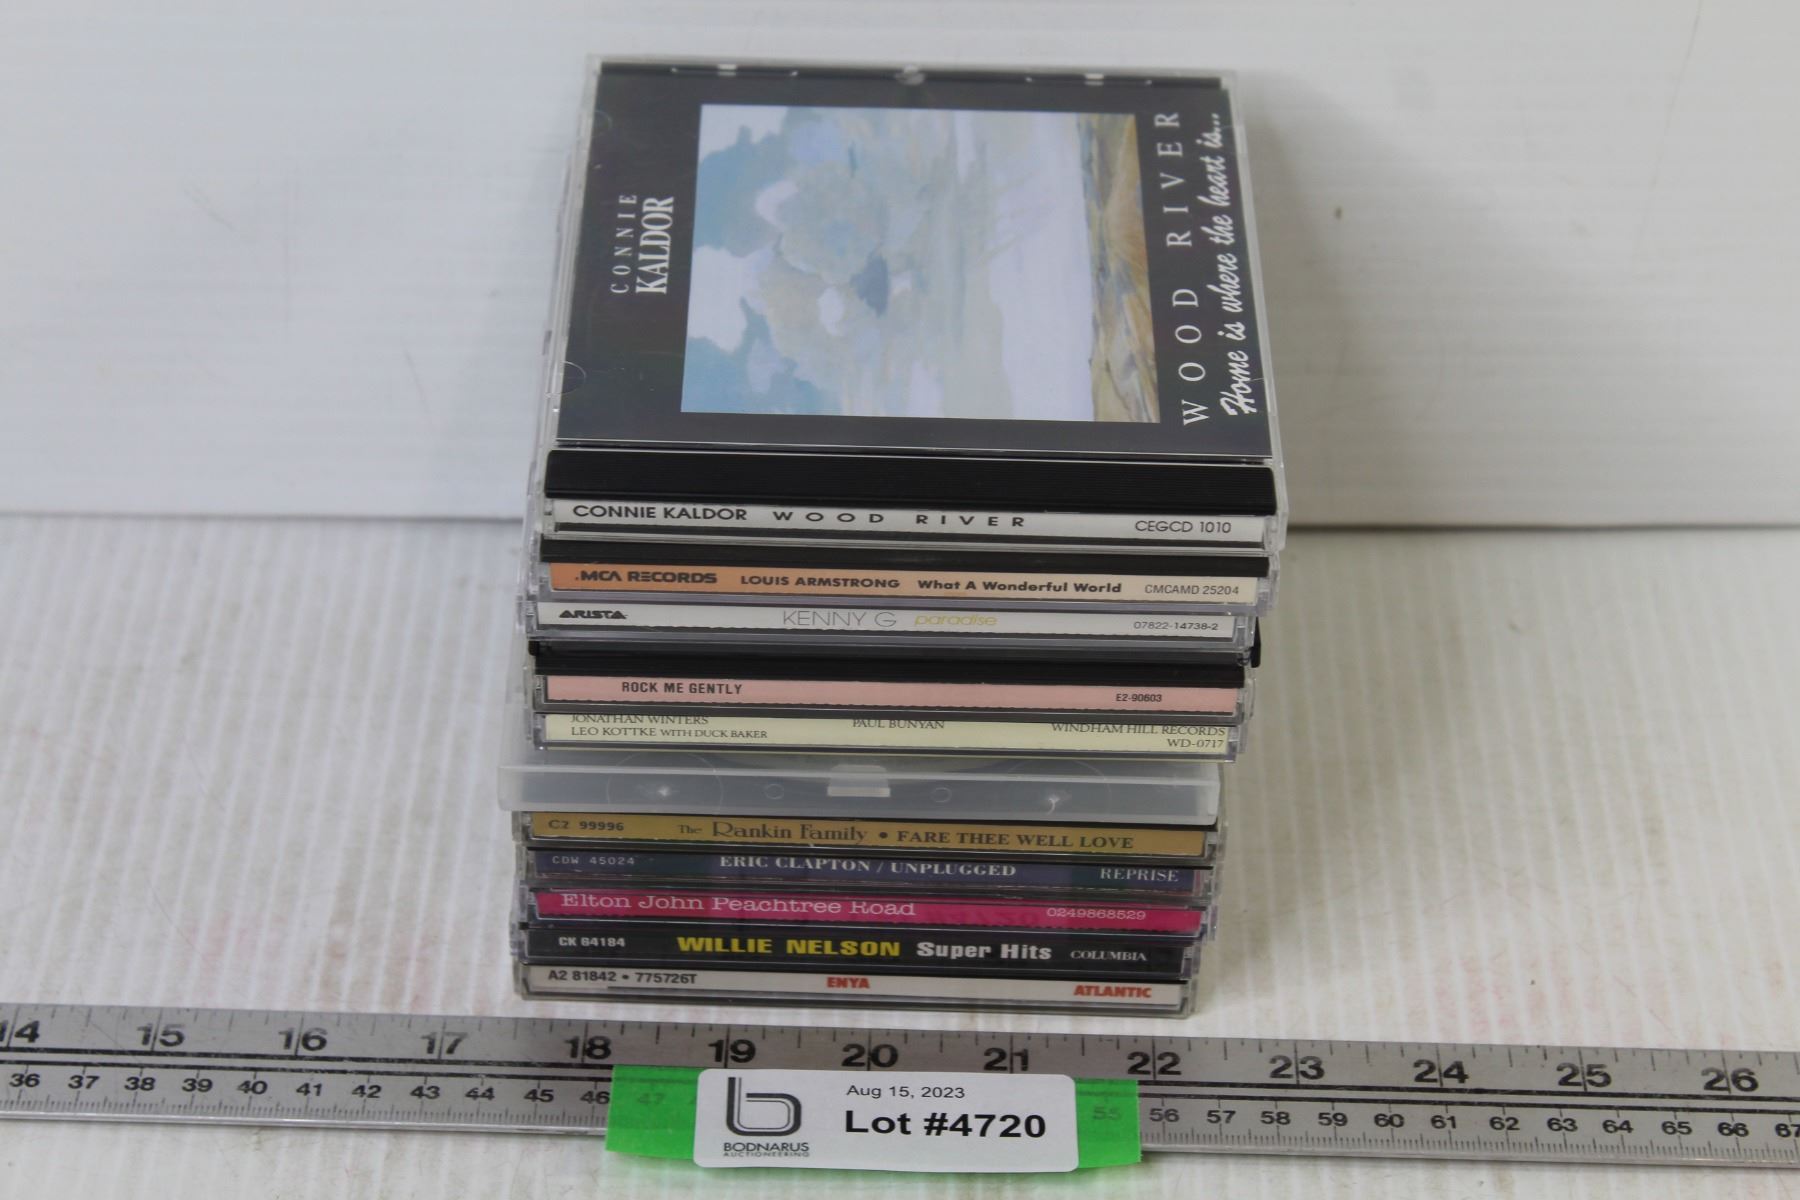 CONNIE
KALDOR
WOOD RIVER
Home is where the heart is...
CONNIE KALDOR WOOD RIVER CEGCD 1010
.MCA RECORDS LOUIS ARMSTRONG What A Wonderful World CMCAMD 25204
ARISTA KENNY G paradise 07822-14738-2
ROCK ME GENTLY E2-90603
JONATHAN WINTERS PAUL BUNYAN WINDHAM HILL RECORDS
LEO KOTTKE WITH DUCK BAKER WD-0717
C2 99996 The Rankin Family • FARE THEE WELL LOVE
CDW 45024 ERIC CLAPTON / UNPLUGGED REPRISE
Elton John Peachtree Road 0249868529
CK 64184 WILLIE NELSON Super Hits COLUMBIA
A2 81842 • 775726T ENYA ATLANTIC
14 15 16 17 18 19 20 21 22 23 24 25 26
36 37 38 39 40 41 42 43 44 45 46 47 55 56 57 58 59 60 61 62 63 64 65 66 67
Aug 15, 2023
Lot #4720
BODNARUS
AUCTIONEERING